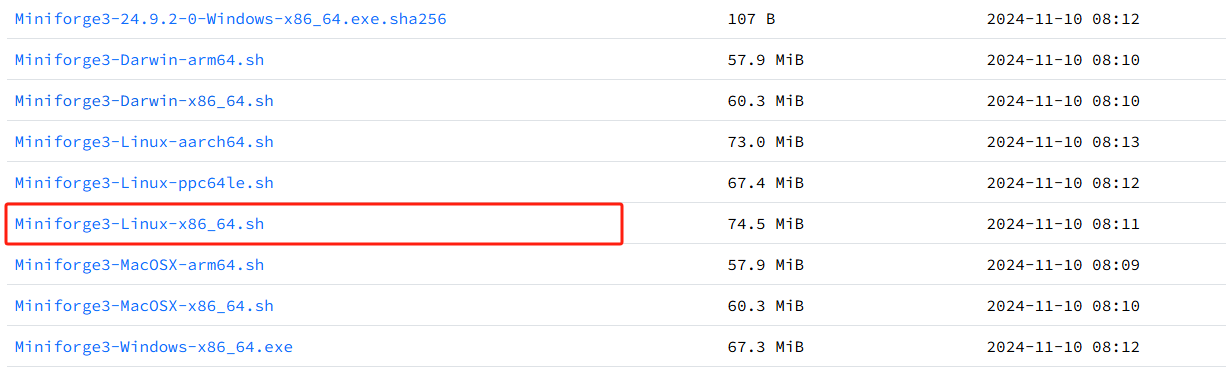 Miniforge3-24.9.2-0-Windows-x86_64.exe.sha256 107 B 2024-11-10 08:12
Miniforge3-Darwin-arm64.sh 57.9 MiB 2024-11-10 08:10
Miniforge3-Darwin-x86_64.sh 60.3 MiB 2024-11-10 08:10
Miniforge3-Linux-aarch64.sh 73.0 MiB 2024-11-10 08:13
Miniforge3-Linux-ppc64le.sh 67.4 MiB 2024-11-10 08:12
Miniforge3-Linux-x86_64.sh 74.5 MiB 2024-11-10 08:11
Miniforge3-MacOSX-arm64.sh 57.9 MiB 2024-11-10 08:09
Miniforge3-MacOSX-x86_64.sh 60.3 MiB 2024-11-10 08:10
Miniforge3-Windows-x86_64.exe 67.3 MiB 2024-11-10 08:12